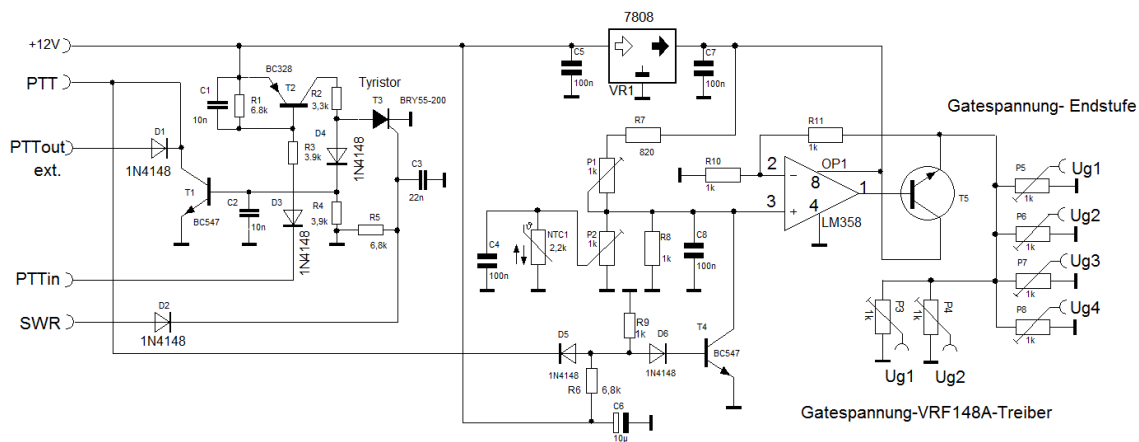 7808
+12V
C5
100n
C7
100n
VR1
PTT
BC328
T2
C1
10n
R1
6.8k
R2
3,3k
Tyristor
T3
BRY55-200
Gatespannung- Endstufe
R7
820
R11
1k
D1
1N4148
PTTout
ext.
R3
3.9k
D4
1N4148
P1
1k
R10
1k
2
OP1
8
1
3
4
LM358
T5
P5
1k
Ug1
T1
BC547
C2
10n
D3
1N4148
R4
3,9k
C3
22n
R5
6,8k
P6
1k
Ug2
C4
100n
NTC1
2,2k
P2
1k
R8
1k
C8
100n
P7
1k
Ug3
PTTin
P3
1k
P4
1k
P8
1k
Ug4
SWR
D2
1N4148
R9
1k
T4
BC547
D5
1N4148
D6
1N4148
Ug1
Ug2
R6
6,8k
C6
10µ
Gatespannung-VRF148A-Treiber